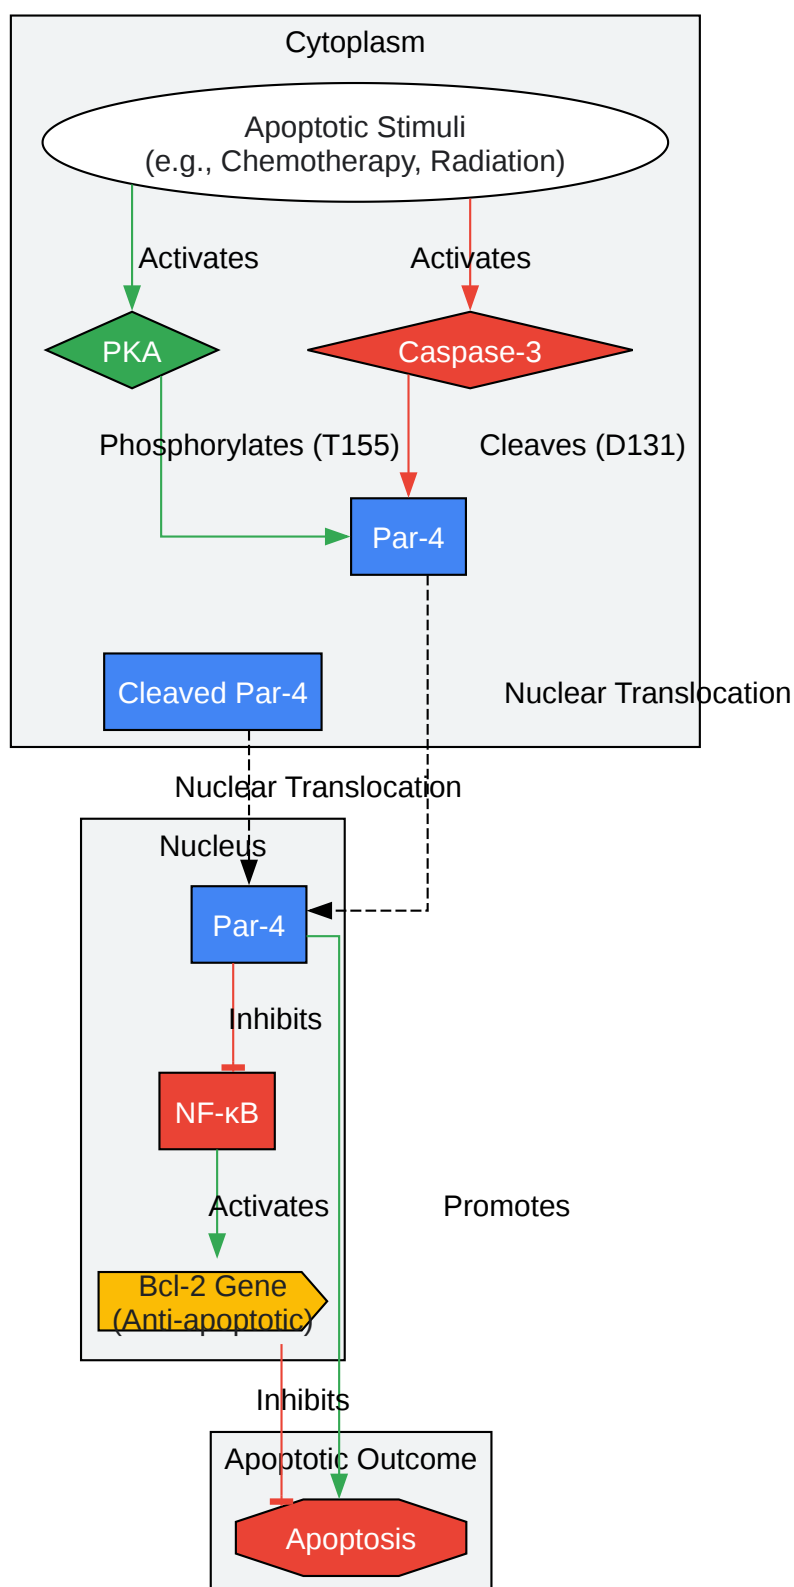 Cytoplasm
Apoptotic Stimuli
(e.g., Chemotherapy, Radiation)
Activates
Activates
PKA
Caspase-3
Phosphorylates (T155)
Cleaves (D131)
Par-4
Cleaved Par-4
Nuclear Translocation
Nuclear Translocation
Nucleus
Par-4
Inhibits
NF-κB
Activates
Promotes
Bcl-2 Gene
(Anti-apoptotic)
Inhibits
Apoptotic Outcome
Apoptosis